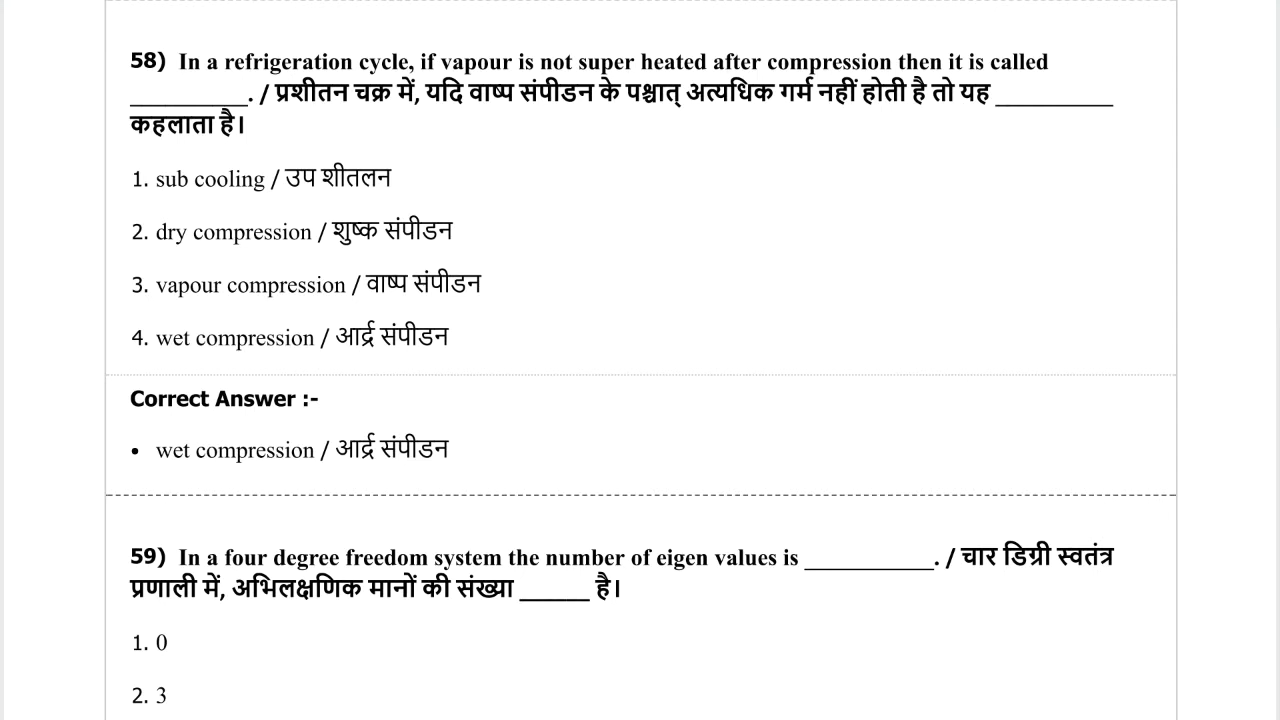 58) In a refrigeration cycle, if vapour is not super heated after compression then it is called
__________. / प्रशीतन चक्र में, यदि वाष्प संपीडन के पश्चात् अत्यधिक गर्म नहीं होती है तो यह __________
कहलाता है।
1. sub cooling / उप शीतलन
2. dry compression / शुष्क संपीडन
3. vapour compression / वाष्प संपीडन
4. wet compression / आर्द्र संपीडन
Correct Answer :-
• wet compression / आर्द्र संपीडन
59) In a four degree freedom system the number of eigen values is ___________. / चार डिग्री स्वतंत्र
प्रणाली में, अभिलक्षणिक मानों की संख्या ______ है।
1. 0
2. 3